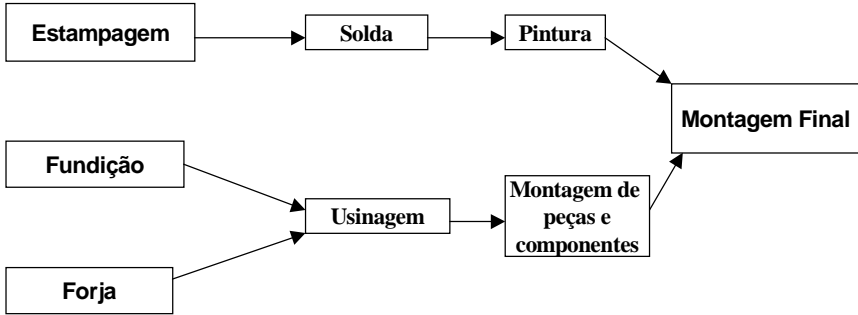 Estampagem
Solda
Pintura
Montagem Final
Fundição
Usinagem
Montagem de
peças e
componentes
Forja